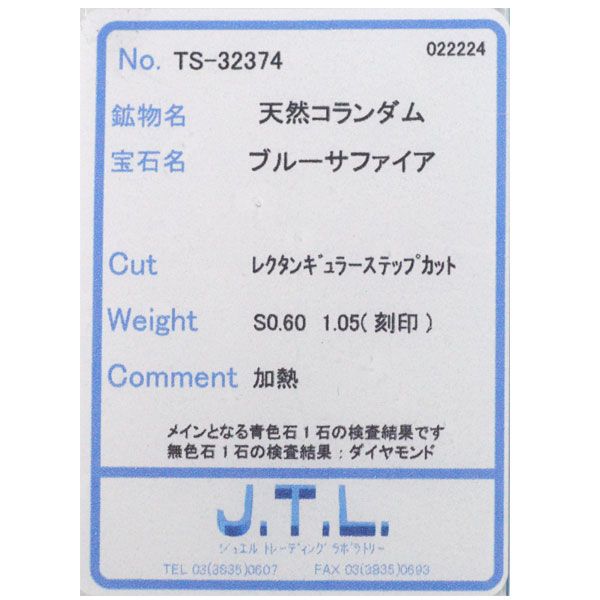 No. TS-32374 022224
鉱物名 天然コランダム
宝石名 ブルーサファイア
Cut ﾚｸﾀﾝｷﾞｭﾗｰｽﾃｯﾌﾟｶｯﾄ
Weight S0.60 1.05(刻印)
Comment 加熱
メインとなる青色石１石の検査結果です
無色石１石の検査結果：ダイヤモンド
J.T.L.
ｼﾞｭｴﾙ ﾄﾚｰﾃﾞｨﾝｸﾞ ﾗﾎﾞﾗﾄﾘｰ
TEL 03(3835)0607 FAX 03(3835)0693